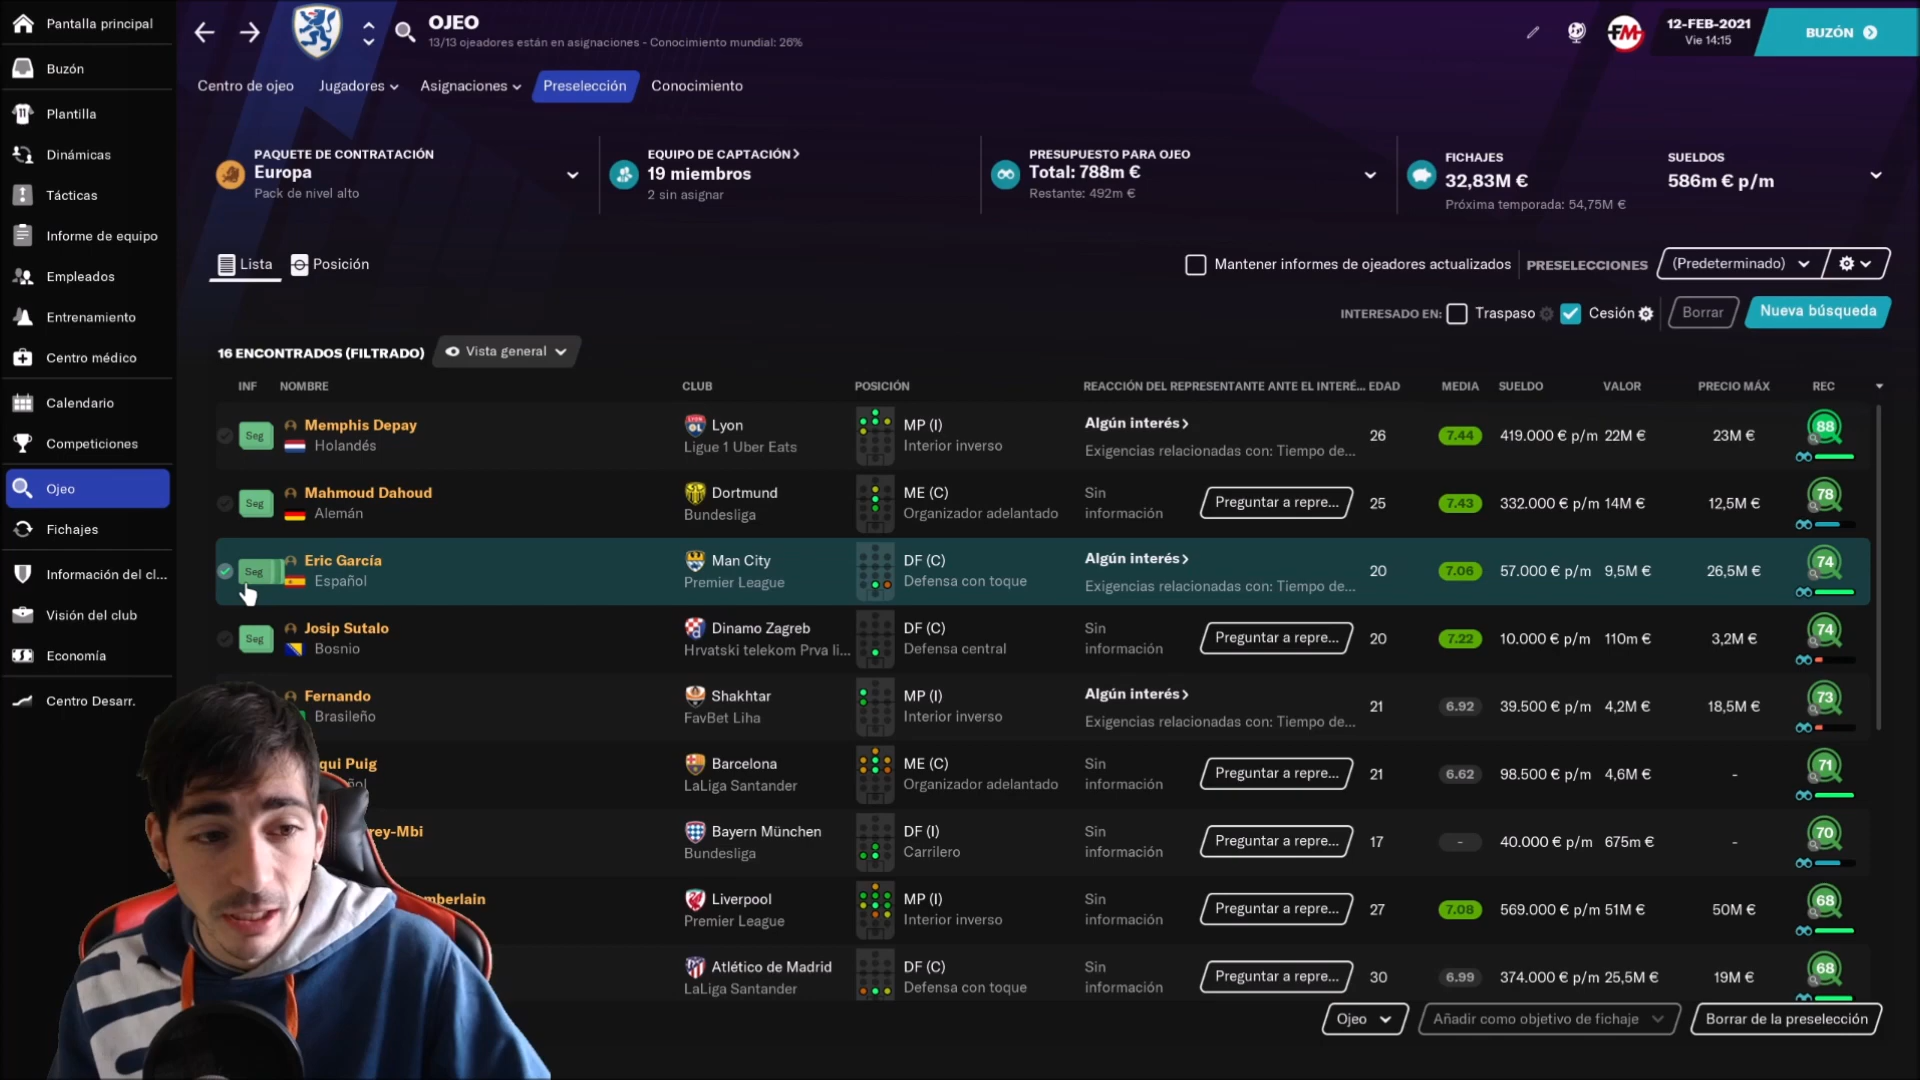 Pantalla principal
Buzón
Plantilla
Dinámicas
Tácticas
Informe de equipo
Empleados
Entrenamiento
Centro médico
Calendario
Competiciones
Ojeo
Fichajes
Información del cl...
Visión del club
Economía
Centro Desarr.
OJEO
13/13 ojeadores están en asignaciones - Conocimiento mundial: 26%
FM
12-FEB-2021
Vie 14:15
BUZÓN
Centro de ojeo Jugadores Asignaciones Preselección Conocimiento
PAQUETE DE CONTRATACIÓN
Europa
Pack de nivel alto
EQUIPO DE CAPTACIÓN
19 miembros
2 sin asignar
PRESUPUESTO PARA OJEO
Total: 788m €
Restante: 492m €
FICHAJES
32,83M €
Próxima temporada: 54,75M €
SUELDOS
586m € p/m
Lista Posición
Mantener informes de ojeadores actualizados PRESELECCIONES (Predeterminado)
INTERESADO EN: Traspaso Cesión Borrar Nueva búsqueda
16 ENCONTRADOS (FILTRADO) Vista general
INF NOMBRE CLUB POSICIÓN REACCIÓN DEL REPRESENTANTE ANTE EL INTERÉ... EDAD MEDIA SUELDO VALOR PRECIO MÁX REC
Seg Memphis Depay Lyon MP (I) Algún interés 26 7.44 419.000 € p/m 22M € 23M € 88
Holandés Ligue 1 Uber Eats Interior inverso Exigencias relacionadas con: Tiempo de...
Seg Mahmoud Dahoud Dortmund ME (C) Sin información Preguntar a repre... 25 7.43 332.000 € p/m 14M € 12,5M € 78
Alemán Bundesliga Organizador adelantado
Seg Eric García Man City DF (C) Algún interés 20 7.06 57.000 € p/m 9,5M € 26,5M € 74
Español Premier League Defensa con toque Exigencias relacionadas con: Tiempo de...
Seg Josip Sutalo Dinamo Zagreb DF (C) Sin información Preguntar a repre... 20 7.22 10.000 € p/m 110m € 3,2M € 74
Bosnio Hrvatski telekom Prva li... Defensa central
Fernando Shakhtar MP (I) Algún interés 21 6.92 39.500 € p/m 4,2M € 18,5M € 73
Brasileño FavBet Liha Interior inverso Exigencias relacionadas con: Tiempo de...
qui Puig Barcelona ME (C) Sin información Preguntar a repre... 21 6.62 98.500 € p/m 4,6M € - 71
LaLiga Santander Organizador adelantado
rey-Mbi Bayern München DF (I) Sin información Preguntar a repre... 17 - 40.000 € p/m 675m € - 70
Bundesliga Carrilero
mberlain Liverpool MP (I) Sin información Preguntar a repre... 27 7.08 569.000 € p/m 51M € 50M € 68
Premier League Interior inverso
Atlético de Madrid DF (C) Sin información Preguntar a repre... 30 6.99 374.000 € p/m 25,5M € 19M € 68
LaLiga Santander Defensa con toque
Ojeo Añadir como objetivo de fichaje Borrar de la preselección